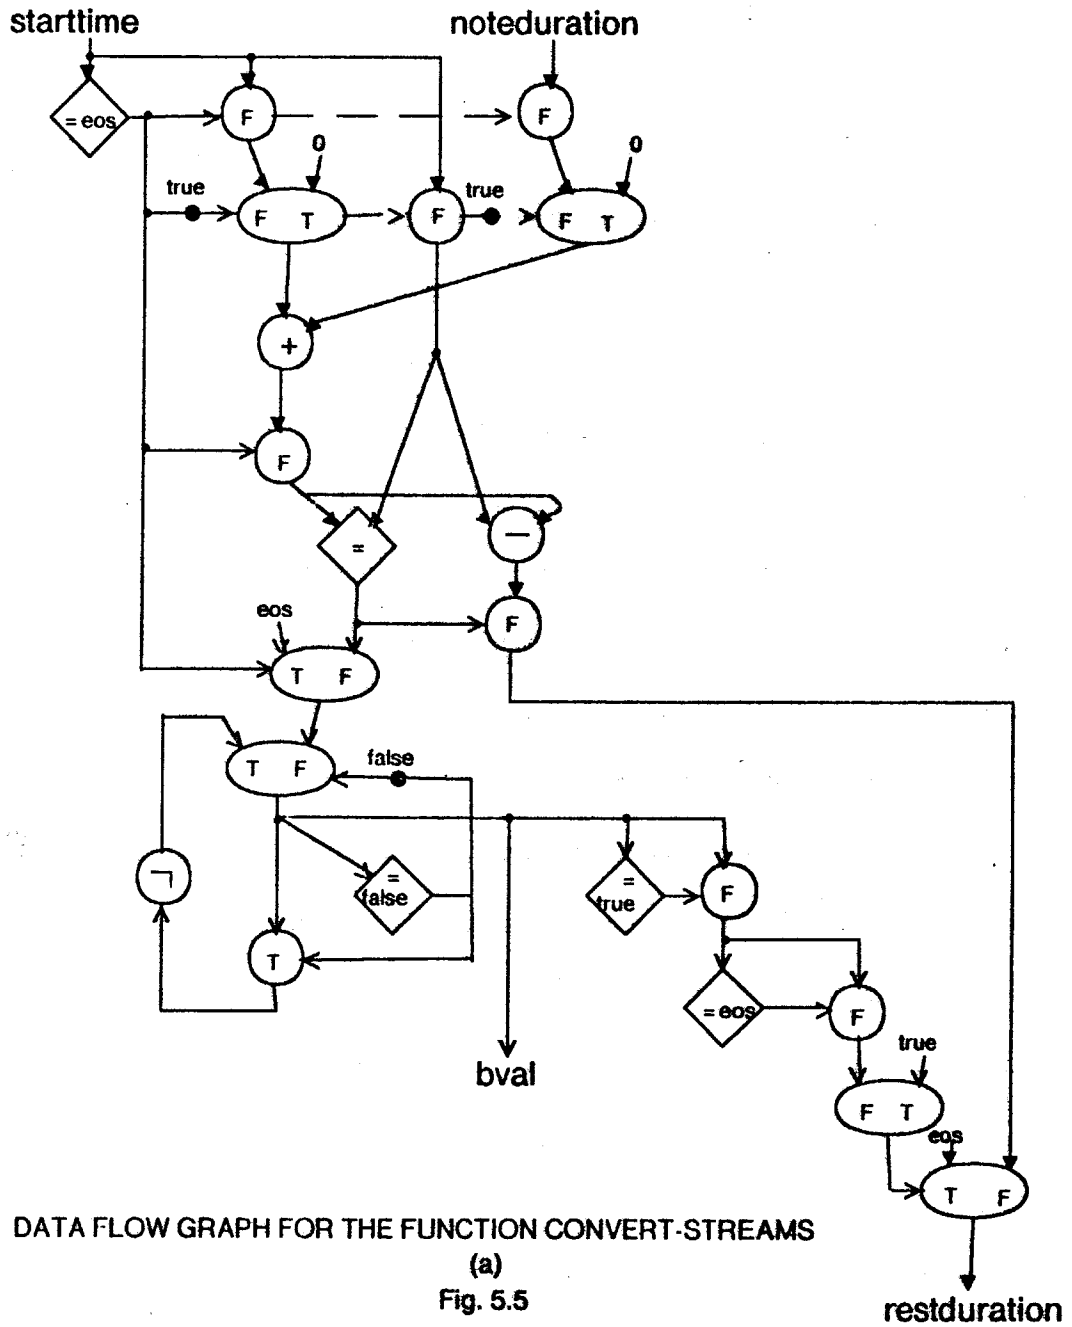 starttime noteduration
= eos F F
0 0
true true
F T F F T
+
F
= —
eos F
T F
false
T F
¬ = false = true F
T
= eos F
bval true
F T
eos
T F
DATA FLOW GRAPH FOR THE FUNCTION CONVERT-STREAMS
(a)
Fig. 5.5
restduration